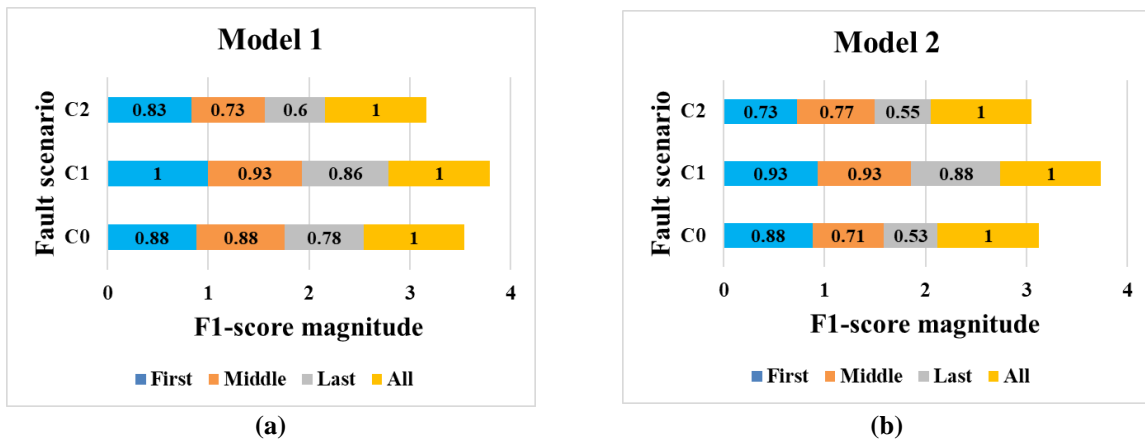 Model 1
Fault scenario
C2
0.83 0.73 0.6 1
C1
1 0.93 0.86 1
C0
0.88 0.88 0.78 1
0 1 2 3 4
F1-score magnitude
First Middle Last All
(a)
Model 2
Fault scenario
C2
0.73 0.77 0.55 1
C1
0.93 0.93 0.88 1
C0
0.88 0.71 0.53 1
0 1 2 3 4
F1-score magnitude
First Middle Last All
(b)